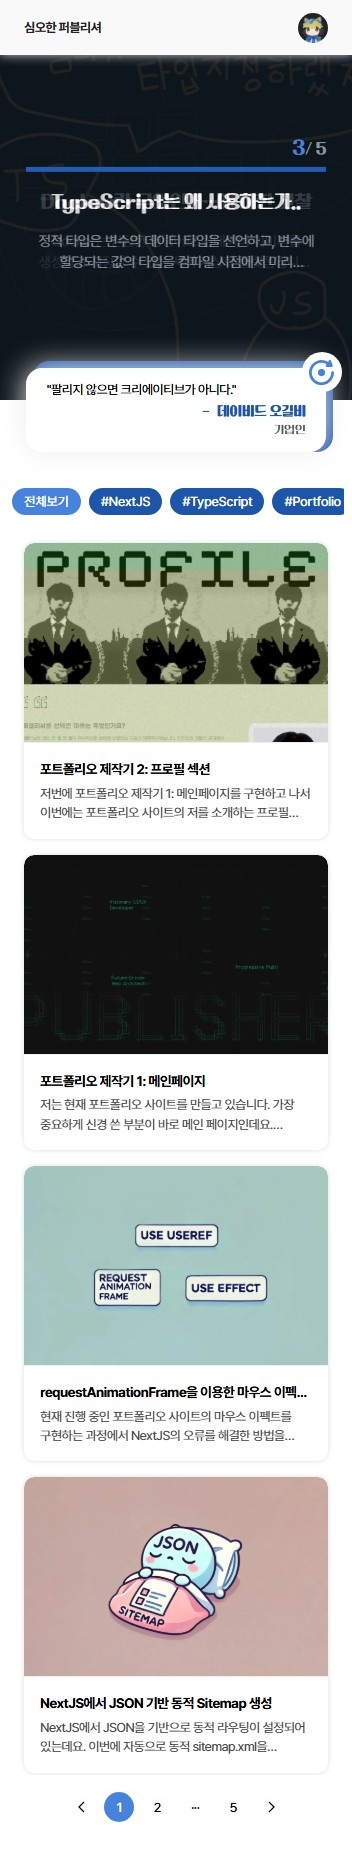 심오한 퍼블리셔
타입지정하랬
TS
JS
3 / 5
TypeScript는 왜 사용하는가..
정적 타입은 변수의 데이터 타입을 선언하고, 변수에
할당되는 값의 타입을 컴파일 시점에서 미리...
"팔리지 않으면 크리에이티브가 아니다."
- 데이비드 오길비
기업인
전체보기 #NextJS #TypeScript #Portfolio
PROFILE
포트폴리오 제작기 2: 프로필 섹션
저번에 포트폴리오 제작기 1: 메인페이지를 구현하고 나서
이번에는 포트폴리오 사이트의 저를 소개하는 프로필...
Visionary UI/UX
Developer
Progressive Publi
Future-Driven
Web Architect
PUBLISHER
포트폴리오 제작기 1: 메인페이지
저는 현재 포트폴리오 사이트를 만들고 있습니다. 가장
중요하게 신경 쓴 부분이 바로 메인 페이지인데요....
USE USEREF
REQUEST
ANIMATION
FRAME
USE EFFECT
requestAnimationFrame을 이용한 마우스 이펙...
현재 진행 중인 포트폴리오 사이트의 마우스 이펙트를
구현하는 과정에서 NextJS의 오류를 해결한 방법을...
JSON
SITEMAP
NextJS에서 JSON 기반 동적 Sitemap 생성
NextJS에서 JSON을 기반으로 동적 라우팅이 설정되어
있는데요. 이번에 자동으로 동적 sitemap.xml을...
1 2 ... 5